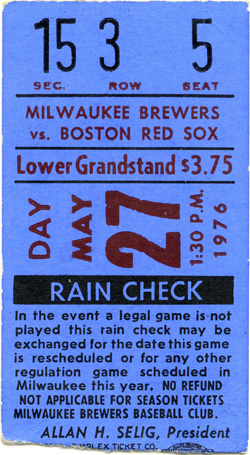 15 3 5
SEC. ROW SEAT
MILWAUKEE BREWERS
vs. BOSTON RED SOX
Lower Grandstand $3.75
DAY
MAY
27
1:30 P.M.
1976
RAIN CHECK
In the event a legal game is not
played this rain check may be
exchanged for the date this game
is rescheduled or for any other
regulation game scheduled in
Milwaukee this year. NO REFUND
NOT APPLICABLE FOR SEASON TICKETS
MILWAUKEE BREWERS BASEBALL CLUB.
ALLAN H. SELIG, President
TICKET CO.